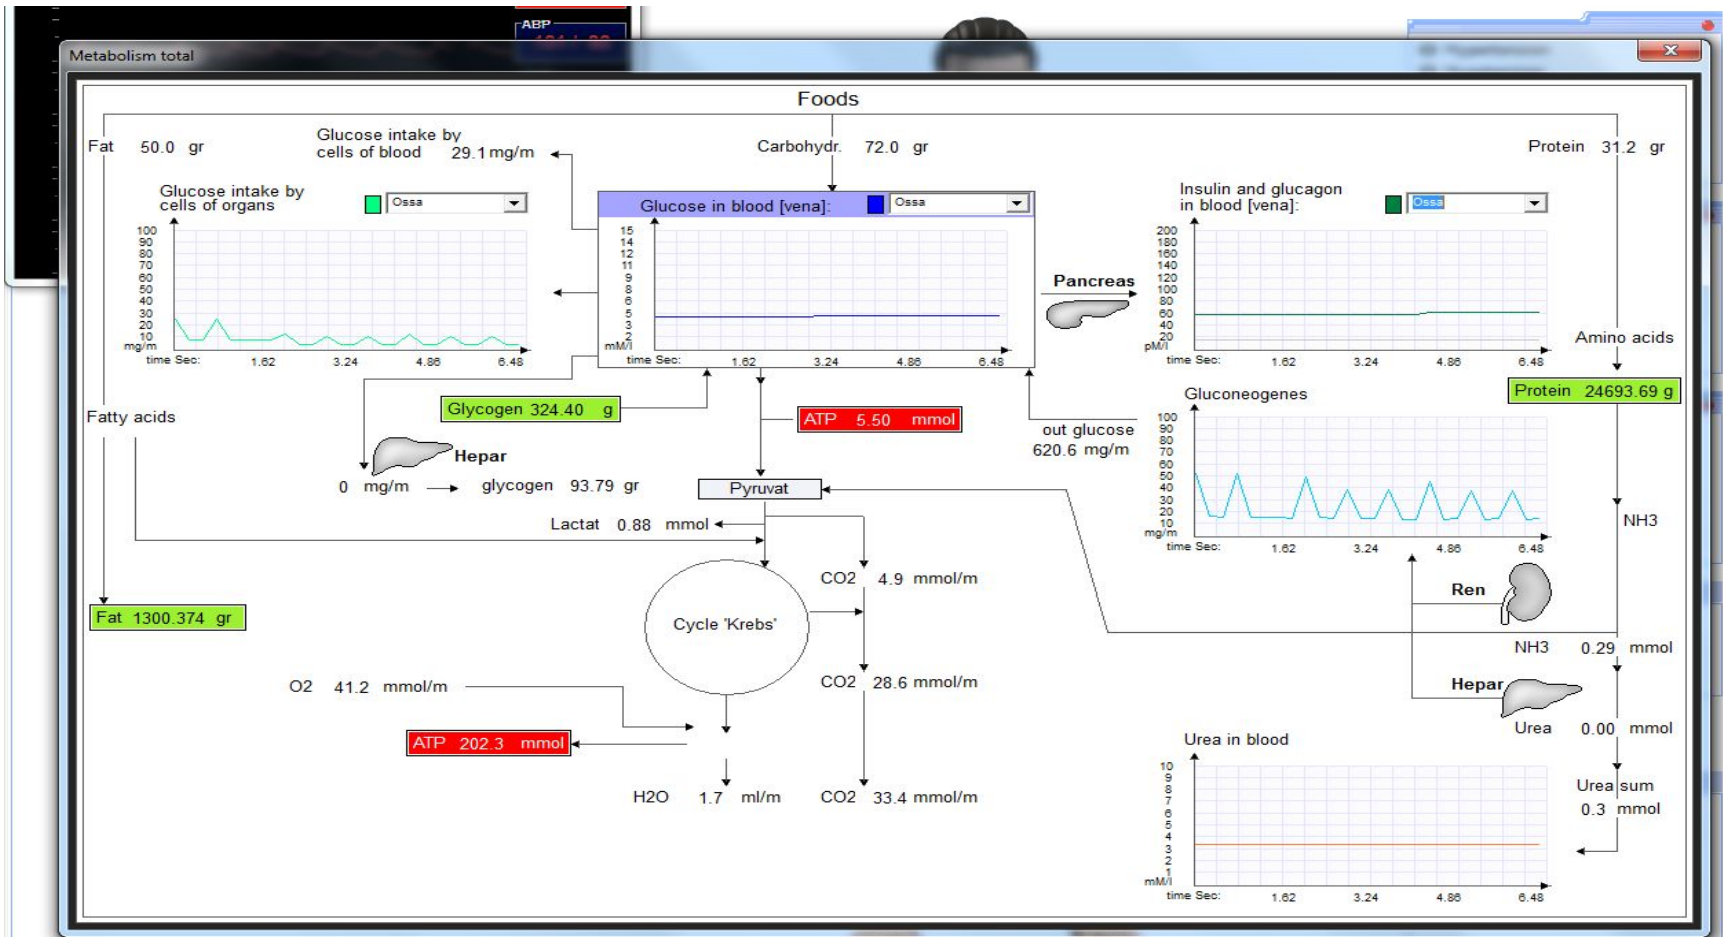 ABP
Metabolism total
Foods
Fat 50.0 gr
Glucose intake by
cells of blood 29.1 mg/m
Carbohydr. 72.0 gr
Protein 31.2 gr
Glucose intake by
cells of organs
Ossa
100
90
80
70
60
50
40
30
20
10
mg/m
time Sec: 1.62 3.24 4.86 6.48
Glucose in blood [vena]:
Ossa
15
14
12
11
9
8
6
5
3
2
mM/l
time Sec: 1.62 3.24 4.86 6.48
Pancreas
Insulin and glucagon
in blood [vena]:
Ossa
200
180
160
140
120
100
80
60
40
20
pM/l
time Sec: 1.62 3.24 4.86 6.48
Amino acids
Protein 24693.69 g
Fatty acids
Glycogen 324.40 g
ATP 5.50 mmol
out glucose
620.6 mg/m
Hepar
0 mg/m
glycogen 93.79 gr
Pyruvat
Lactat 0.88 mmol
Gluconeogenes
100
90
80
70
60
50
40
30
20
10
mg/m
time Sec: 1.62 3.24 4.86 6.48
NH3
CO2 4.9 mmol/m
Cycle 'Krebs'
Fat 1300.374 gr
Ren
NH3 0.29 mmol
O2 41.2 mmol/m
CO2 28.6 mmol/m
Hepar
Urea 0.00 mmol
ATP 202.3 mmol
H2O 1.7 ml/m
CO2 33.4 mmol/m
Urea in blood
10
9
8
7
6
5
4
3
2
1
mM/l
time Sec: 1.62 3.24 4.86 6.48
Urea sum
0.3 mmol